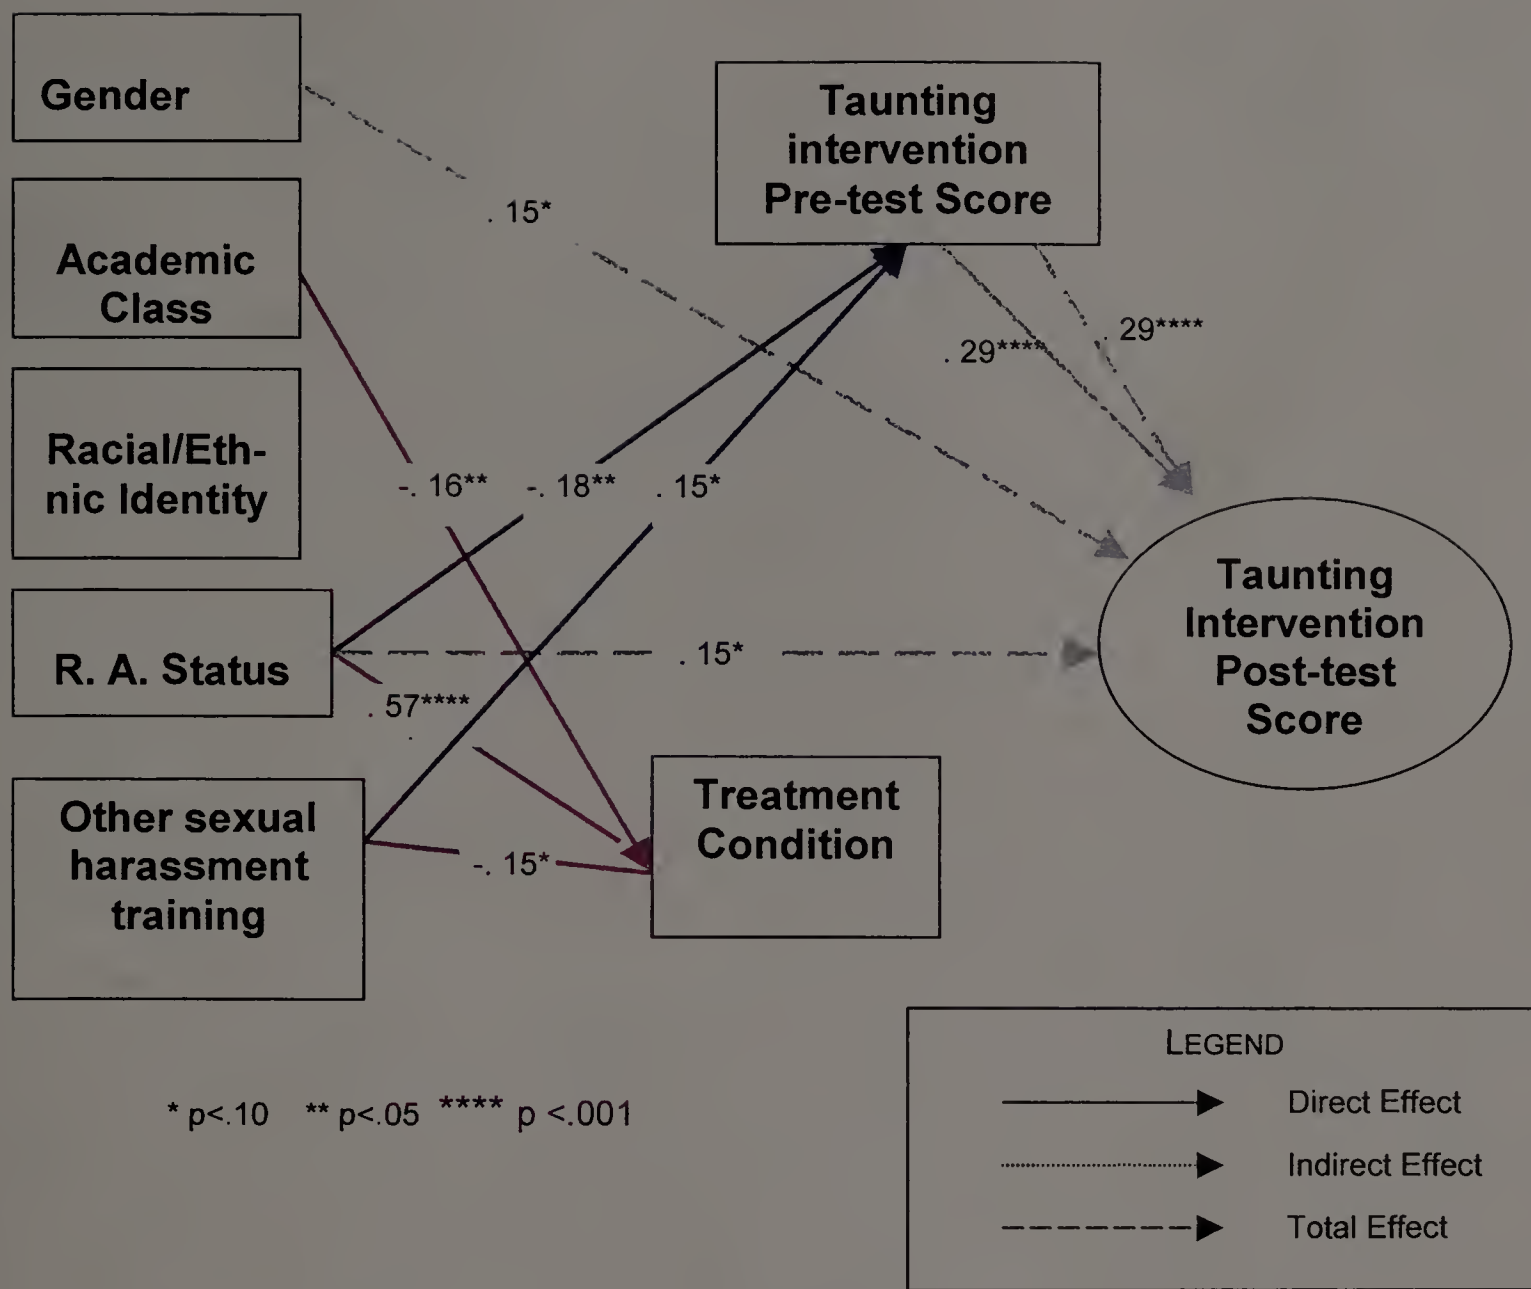 Gender
Academic
Class
Racial/Eth-
nic Identity
R. A. Status
Other sexual
harassment
training
Taunting
intervention
Pre-test Score
. 15*
. 29****
. 29****
-. 16**
-. 18**
. 15*
. 15*
. 57****
-. 15*
Treatment
Condition
Taunting
Intervention
Post-test
Score
* p<.10 ** p<.05 **** p <.001
LEGEND
Direct Effect
Indirect Effect
Total Effect